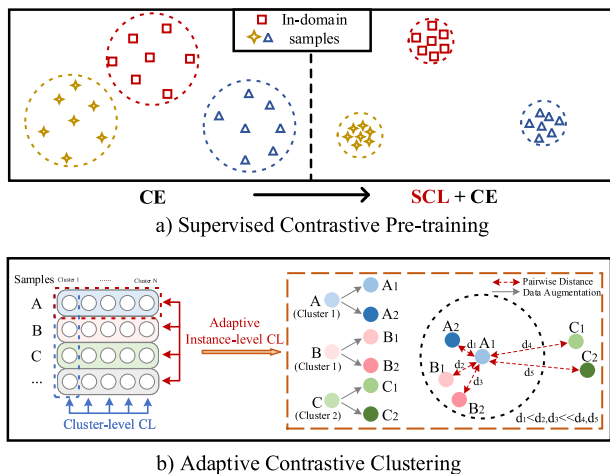 In-domain
samples
CE
SCL + CE
a) Supervised Contrastive Pre-training
Samples
Cluster 1
......
Cluster N
A
B
C
...
Cluster-level CL
Adaptive
Instance-level CL
A
(Cluster 1)
A1
A2
B
(Cluster 1)
B1
B2
C
(Cluster 2)
C1
C2
Pairwise Distance
Data Augmentation
A2
d1
A1
d4
C1
B1
d2
d5
C2
d3
B2
d1<d2,d3<<d4,d5
b) Adaptive Contrastive Clustering